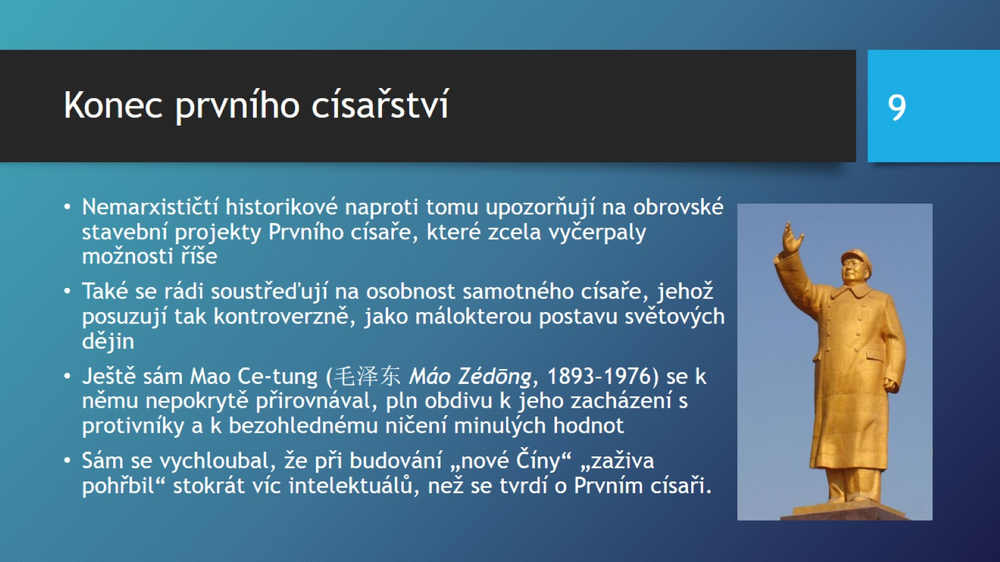 Konec prvního císařství
9
• Nemarxističtí historikové naproti tomu upozorňují na obrovské
stavební projekty Prvního císaře, které zcela vyčerpaly
možnosti říše
• Také se rádi soustřeďují na osobnost samotného císaře, jehož
posuzují tak kontroverzně, jako málokterou postavu světových
dějin
• Ještě sám Mao Ce-tung (毛泽东 Máo Zédōng, 1893–1976) se k
němu nepokrytě přirovnával, pln obdivu k jeho zacházení s
protivníky a k bezohlednému ničení minulých hodnot
• Sám se vychloubal, že při budování „nové Číny“ „zaživa
pohřbil“ stokrát víc intelektuálů, než se tvrdí o Prvním císaři.